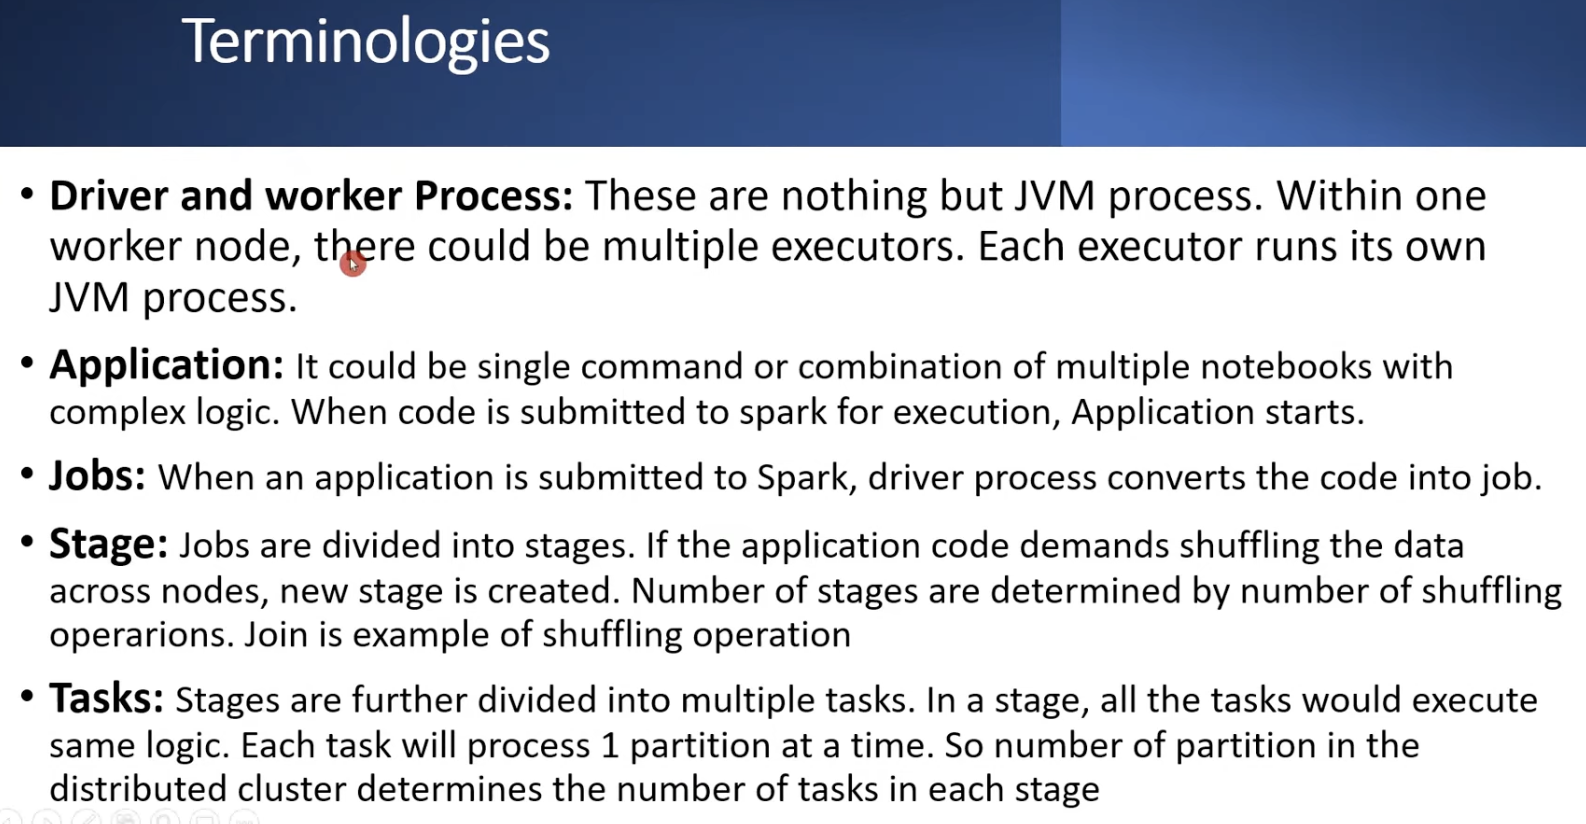 Terminologies
• Driver and worker Process: These are nothing but JVM process. Within one
worker node, there could be multiple executors. Each executor runs its own
JVM process.
• Application: It could be single command or combination of multiple notebooks with
complex logic. When code is submitted to spark for execution, Application starts.
• Jobs: When an application is submitted to Spark, driver process converts the code into job.
• Stage: Jobs are divided into stages. If the application code demands shuffling the data
across nodes, new stage is created. Number of stages are determined by number of shuffling
operarions. Join is example of shuffling operation
• Tasks: Stages are further divided into multiple tasks. In a stage, all the tasks would execute
same logic. Each task will process 1 partition at a time. So number of partition in the
distributed cluster determines the number of tasks in each stage